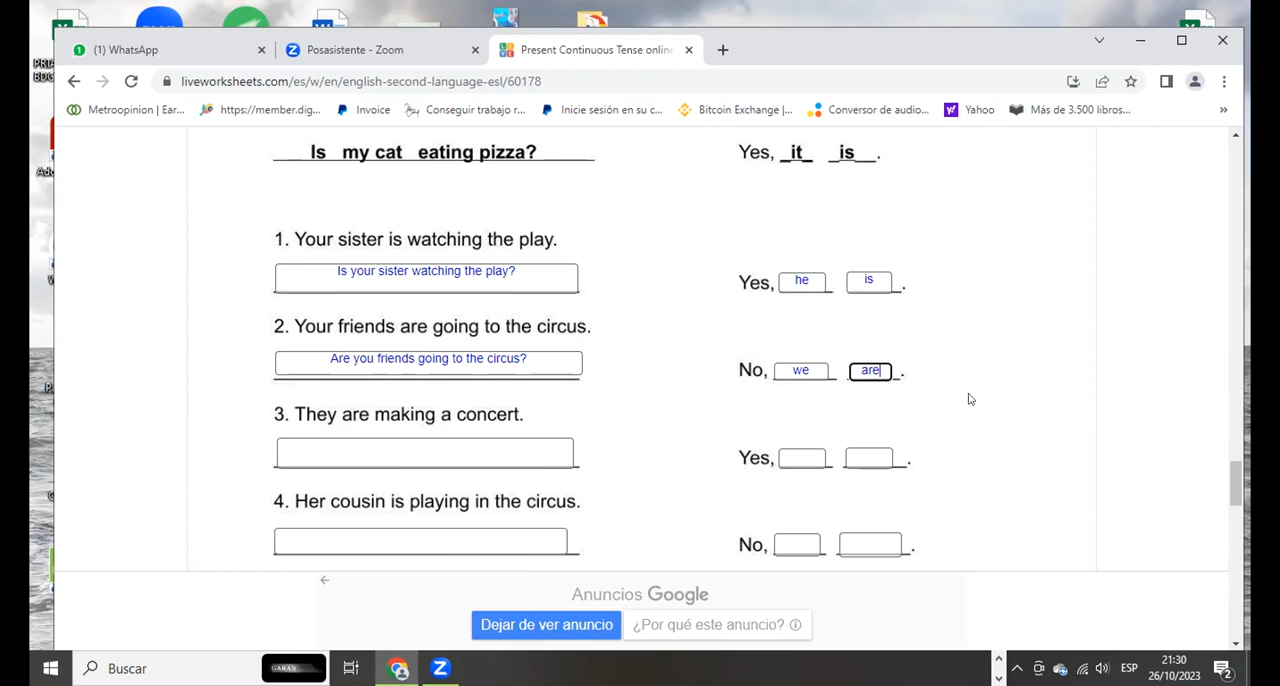 (1) WhatsApp
Posasistente - Zoom
Present Continuous Tense online
liveworksheets.com/es/w/en/english-second-language-esl/60178
Metroopinion | Ear...
https://member.dig...
Invoice
Conseguir trabajo r...
Inicie sesión en su c...
Bitcoin Exchange |...
Conversor de audio...
Yahoo
Más de 3.500 libros...
Is my cat eating pizza?
Yes, it is.
1. Your sister is watching the play.
Is your sister watching the play?
Yes, he is.
2. Your friends are going to the circus.
Are you friends going to the circus?
No, we are.
3. They are making a concert.
Yes, .
4. Her cousin is playing in the circus.
No, .
Anuncios Google
Dejar de ver anuncio
¿Por qué este anuncio?
Buscar
GARAN
ESP
21:30
26/10/2023
2